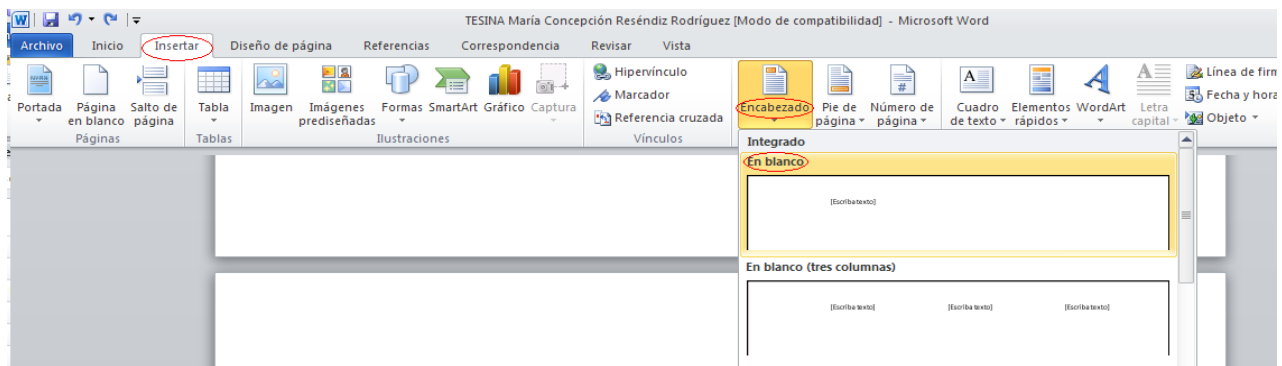 TESINA María Concepción Reséndiz Rodríguez [Modo de compatibilidad] - Microsoft Word
Archivo Inicio Insertar Diseño de página Referencias Correspondencia Revisar Vista
Portada Página en blanco Salto de página
Páginas
Tabla
Tablas
Imagen Imágenes prediseñadas Formas SmartArt Gráfico Captura
Ilustraciones
Hipervínculo
Marcador
Referencia cruzada
Vínculos
Encabezado Pie de página Número de página
Cuadro de texto Elementos rápidos WordArt Letra capital
Línea de firm
Fecha y hora
Objeto
Integrado
En blanco
[Escriba texto]
En blanco (tres columnas)
[Escriba texto] [Escriba texto] [Escriba texto]